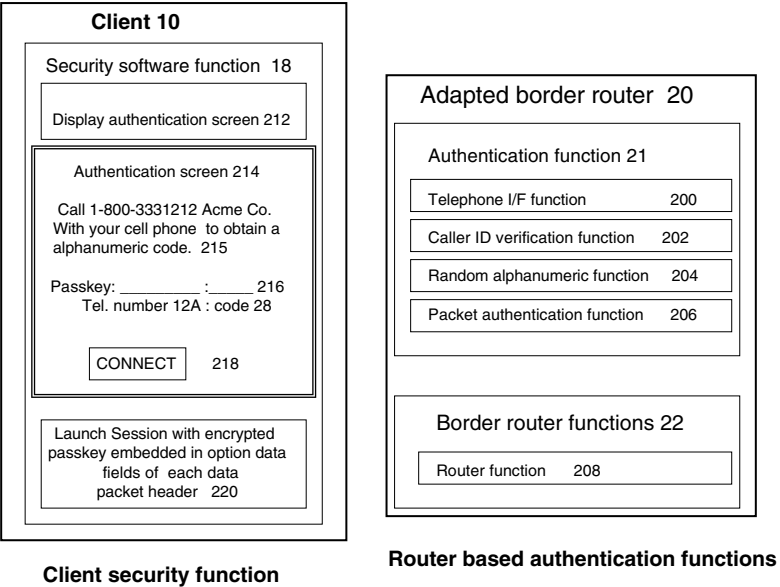 Client 10
Security software function 18
Display authentication screen 212
Authentication screen 214
Call 1-800-3331212 Acme Co.
With your cell phone to obtain a
alphanumeric code. 215
Passkey: _________ :_____ 216
Tel. number 12A : code 28
CONNECT 218
Launch Session with encrypted
passkey embedded in option data
fields of each data
packet header 220
Client security function
Adapted border router 20
Authentication function 21
Telephone I/F function 200
Caller ID verification function 202
Random alphanumeric function 204
Packet authentication function 206
Border router functions 22
Router function 208
Router based authentication functions